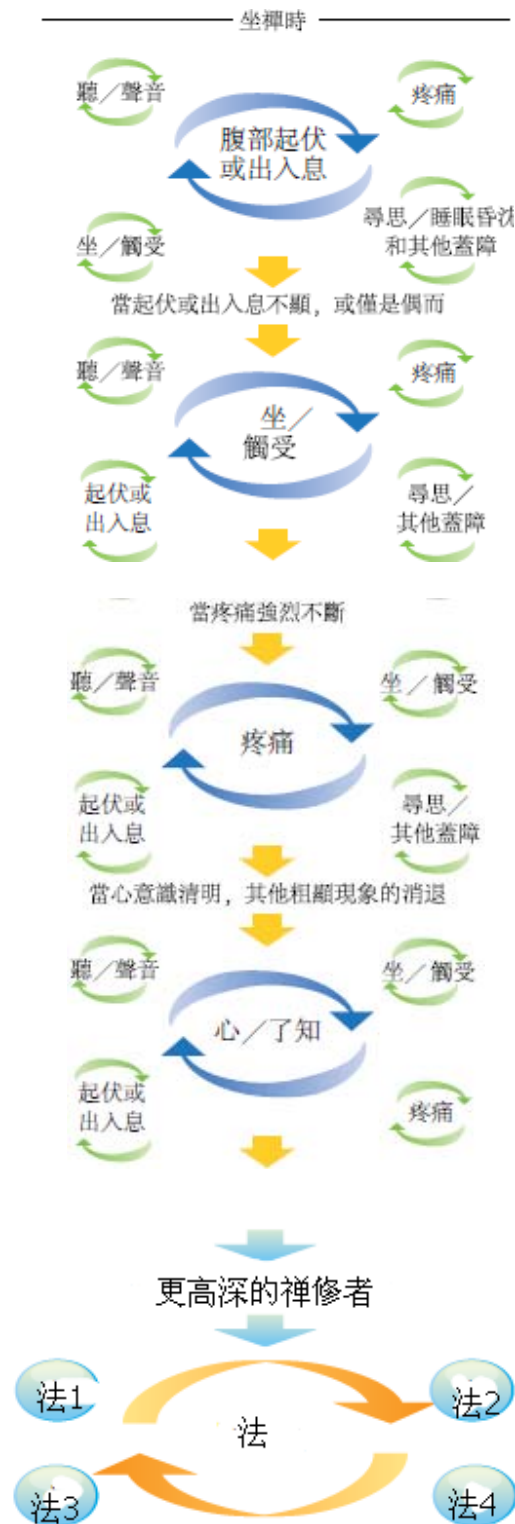 坐禪時
聽／聲音
疼痛
腹部起伏
或出入息
坐／觸受
尋思／睡眠昏沈
和其他蓋障
當起伏或出入息不顯，或僅是偶而
聽／聲音
疼痛
坐／
觸受
起伏或
出入息
尋思／
其他蓋障
當疼痛強烈不斷
聽／聲音
坐／觸受
疼痛
起伏或
出入息
尋思／
其他蓋障
當心意識清明，其他粗顯現象的消退
聽／聲音
坐／觸受
心／了知
起伏或
出入息
疼痛
更高深的禅修者
法1
法2
法
法3
法4